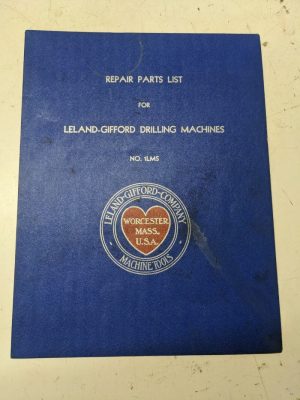 REPAIR PARTS LIST
FOR
LELAND-GIFFORD DRILLING MACHINES
NO. 1LMS
LELAND-GIFFORD-COMPANY
WORCESTER
MASS.
U.S.A.
MACHINE TOOLS